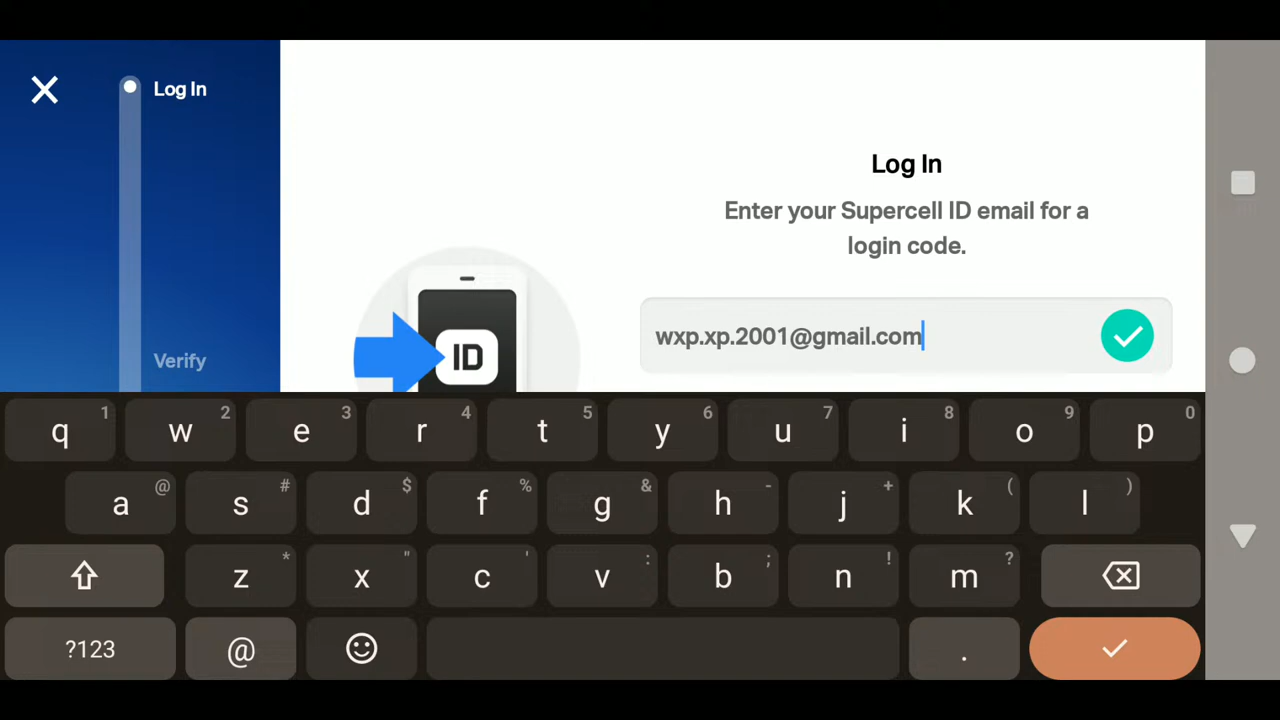 Log In
Log In
Enter your Supercell ID email for a
login code.
ID
wxp.xp.2001@gmail.com
Verify
q 1 w 2 e 3 r 4 t 5 y 6 u 7 i 8 o 9 p 0
a @ s # d $ f % g & h - j + k ( l )
z * x " c ' v : b ; n ! m ?
?123 @ .